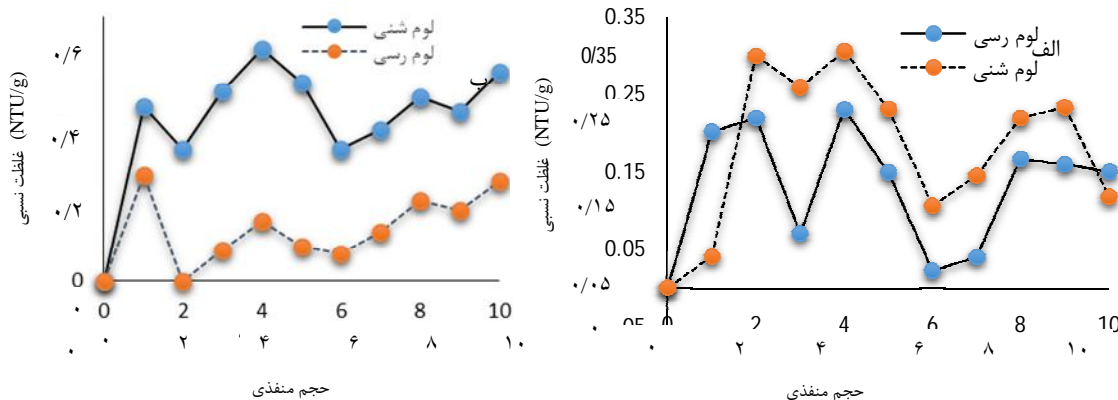 لوم شنی
لوم رسی
ب
۰/۶
۰/۴
۰/۲
0
۰
۰
0 2 4 6 8 10
۰ ۲ ۴ ۶ ۸ ۱۰
غلظت نسبی (NTU/g)
حجم منفذی
لوم رسی
الف
لوم شنی
0.35
0/35
0.25
۰/۲۵
0.15
۰/۱۵
0.05
۰/۰۵
۰
0 2 4 6 8 10
۰ ۲ ۴ ۶ ۸ ۱۰
غلظت نسبی (NTU/g)
حجم منفذی